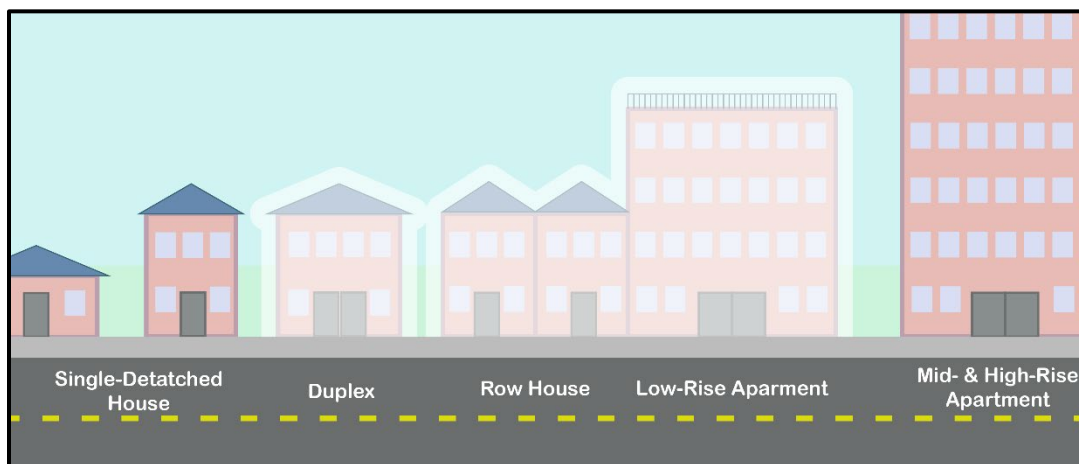 Single-Detatched
House
Duplex
Row House
Low-Rise Aparment
Mid- & High-Rise
Apartment